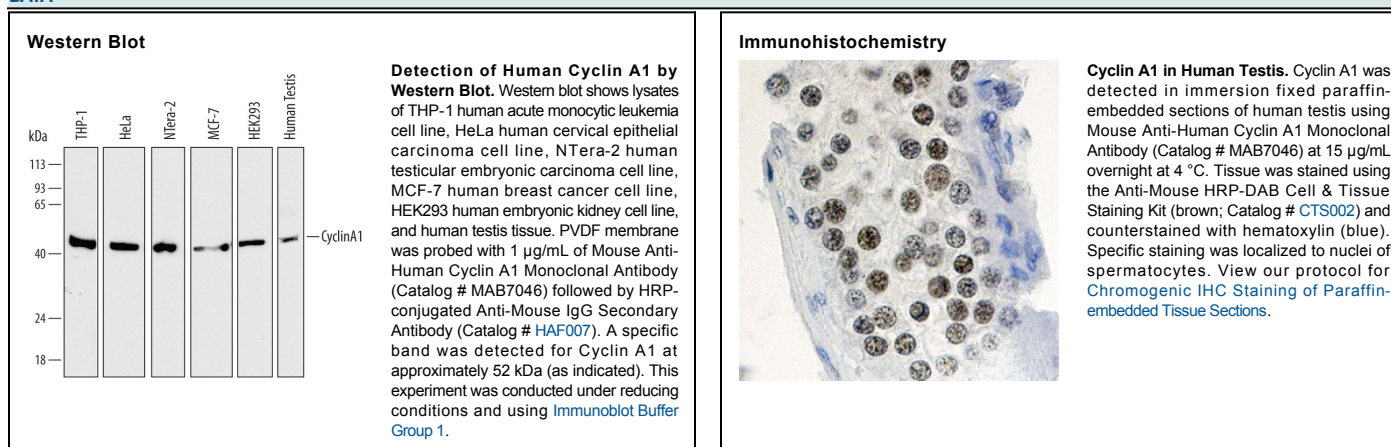 DATA
Western Blot
kDa
THP-1
HeLa
NTera-2
MCF-7
HEK293
Human Testis
113
93
65
40
24
18
CyclinA1
Detection of Human Cyclin A1 by
Western Blot. Western blot shows lysates
of THP-1 human acute monocytic leukemia
cell line, HeLa human cervical epithelial
carcinoma cell line, NTera-2 human
testicular embryonic carcinoma cell line,
MCF-7 human breast cancer cell line,
HEK293 human embryonic kidney cell line,
and human testis tissue. PVDF membrane
was probed with 1 μg/mL of Mouse Anti-
Human Cyclin A1 Monoclonal Antibody
(Catalog # MAB7046) followed by HRP-
conjugated Anti-Mouse IgG Secondary
Antibody (Catalog # HAF007). A specific
band was detected for Cyclin A1 at
approximately 52 kDa (as indicated). This
experiment was conducted under reducing
conditions and using Immunoblot Buffer
Group 1.
Immunohistochemistry
Cyclin A1 in Human Testis. Cyclin A1 was
detected in immersion fixed paraffin-
embedded sections of human testis using
Mouse Anti-Human Cyclin A1 Monoclonal
Antibody (Catalog # MAB7046) at 15 μg/mL
overnight at 4 °C. Tissue was stained using
the Anti-Mouse HRP-DAB Cell & Tissue
Staining Kit (brown; Catalog # CTS002) and
counterstained with hematoxylin (blue).
Specific staining was localized to nuclei of
spermatocytes. View our protocol for
Chromogenic IHC Staining of Paraffin-
embedded Tissue Sections.